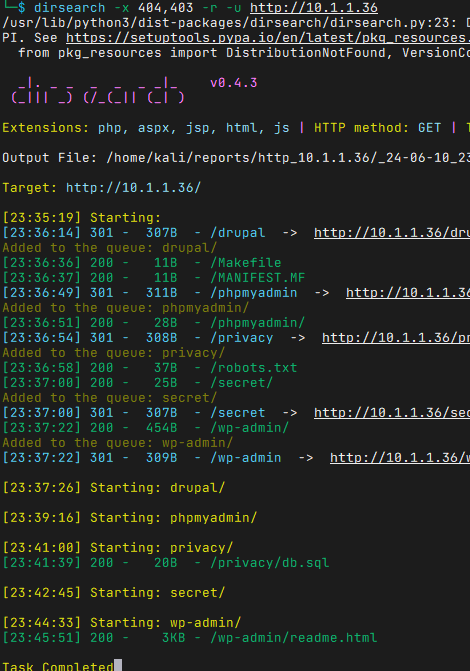 └─$ dirsearch -x 404,403 -r -u http://10.1.1.36
/usr/lib/python3/dist-packages/dirsearch/dirsearch.py:23: D
PI. See https://setuptools.pypa.io/en/latest/pkg_resources.
from pkg_resources import DistributionNotFound, VersionCo
_|. _ _  _  _  _ _|_    v0.4.3
(_||| _) (/_(_|| (_| )
Extensions: php, aspx, jsp, html, js | HTTP method: GET | T
Output File: /home/kali/reports/http_10.1.1.36/_24-06-10_23
Target: http://10.1.1.36/
[23:35:19] Starting:
[23:36:14] 301 -  307B  - /drupal  ->  http://10.1.1.36/dru
Added to the queue: drupal/
[23:36:36] 200 -   11B  - /Makefile
[23:36:37] 200 -   11B  - /MANIFEST.MF
[23:36:49] 301 -  311B  - /phpmyadmin  ->  http://10.1.1.36
Added to the queue: phpmyadmin/
[23:36:51] 200 -   28B  - /phpmyadmin/
[23:36:54] 301 -  308B  - /privacy  ->  http://10.1.1.36/pr
Added to the queue: privacy/
[23:36:58] 200 -   37B  - /robots.txt
[23:37:00] 200 -   25B  - /secret/
Added to the queue: secret/
[23:37:00] 301 -  307B  - /secret  ->  http://10.1.1.36/sec
[23:37:22] 200 -  454B  - /wp-admin/
Added to the queue: wp-admin/
[23:37:22] 301 -  309B  - /wp-admin  ->  http://10.1.1.36/w
[23:37:26] Starting: drupal/
[23:39:16] Starting: phpmyadmin/
[23:41:00] Starting: privacy/
[23:41:39] 200 -   20B  - /privacy/db.sql
[23:42:45] Starting: secret/
[23:44:33] Starting: wp-admin/
[23:45:51] 200 -    3KB - /wp-admin/readme.html
Task Completed